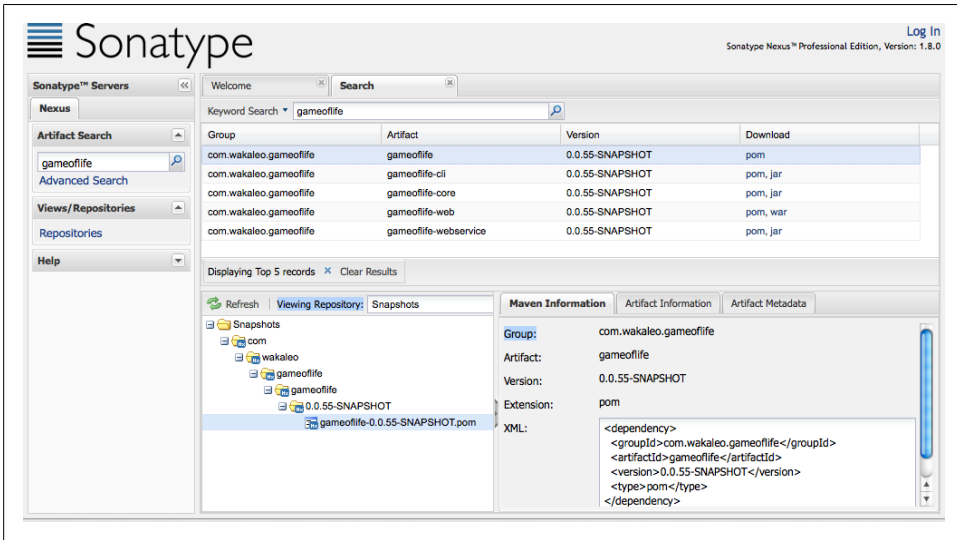 Sonatype
Log In
Sonatype Nexus™ Professional Edition, Version: 1.8.0
Sonatype™ Servers
Nexus
Artifact Search
gameoflife
Advanced Search
Views/Repositories
Repositories
Help
Welcome
Search
Keyword Search gameoflife
Group Artifact Version Download
com.wakaleo.gameoflife gameoflife 0.0.55-SNAPSHOT pom
com.wakaleo.gameoflife gameoflife-cli 0.0.55-SNAPSHOT pom, jar
com.wakaleo.gameoflife gameoflife-core 0.0.55-SNAPSHOT pom, jar
com.wakaleo.gameoflife gameoflife-web 0.0.55-SNAPSHOT pom, war
com.wakaleo.gameoflife gameoflife-webservice 0.0.55-SNAPSHOT pom, jar
Displaying Top 5 records Clear Results
Refresh Viewing Repository: Snapshots
Snapshots
com
wakaleo
gameoflife
gameoflife
0.0.55-SNAPSHOT
gameoflife-0.0.55-SNAPSHOT.pom
Maven Information Artifact Information Artifact Metadata
Group: com.wakaleo.gameoflife
Artifact: gameoflife
Version: 0.0.55-SNAPSHOT
Extension: pom
XML: <dependency>
<groupId>com.wakaleo.gameoflife</groupId>
<artifactId>gameoflife</artifactId>
<version>0.0.55-SNAPSHOT</version>
<type>pom</type>
</dependency>